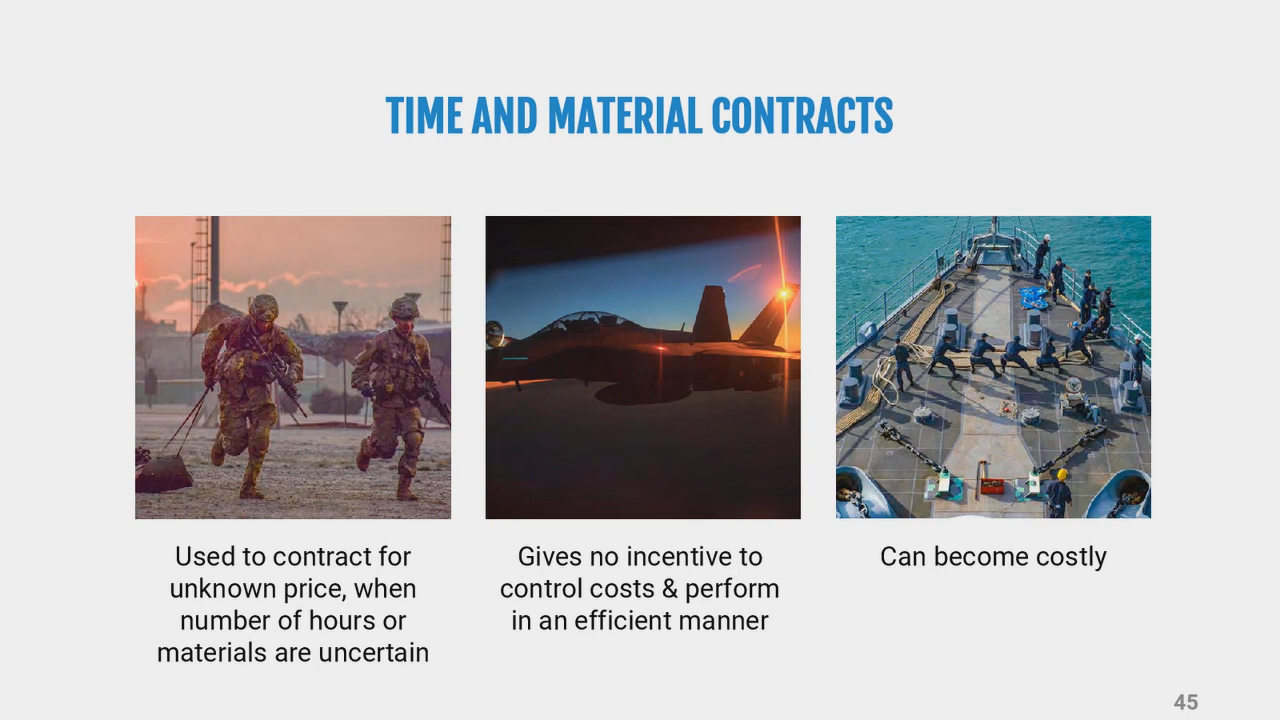 TIME AND MATERIAL CONTRACTS
Used to contract for
unknown price, when
number of hours or
materials are uncertain
Gives no incentive to
control costs & perform
in an efficient manner
Can become costly
45